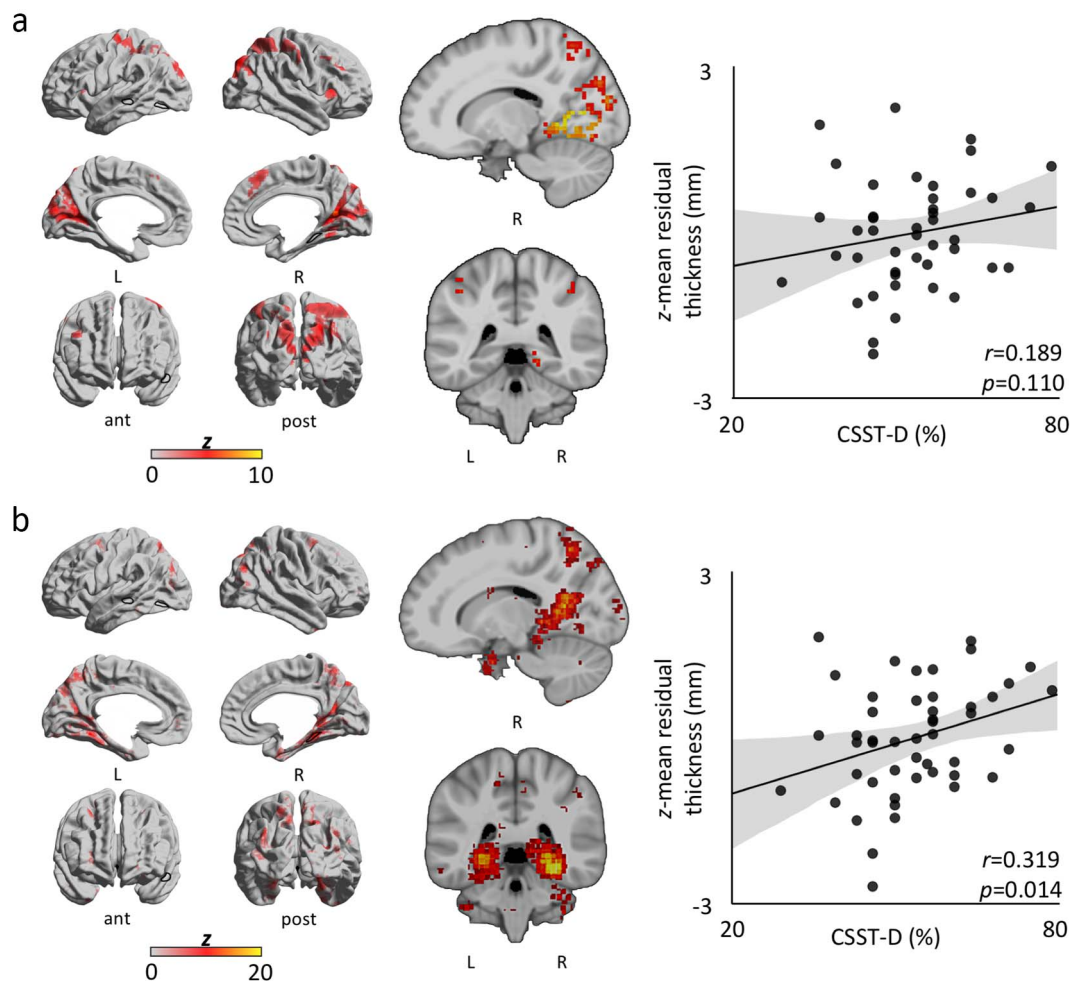 a
L
R
ant
post
z
0
10
R
L
R
3
z-mean residual
thickness (mm)
-3
r=0.189
p=0.110
20
80
CSST-D (%)
b
L
R
ant
post
z
0
20
R
L
R
3
z-mean residual
thickness (mm)
-3
r=0.319
p=0.014
20
80
CSST-D (%)